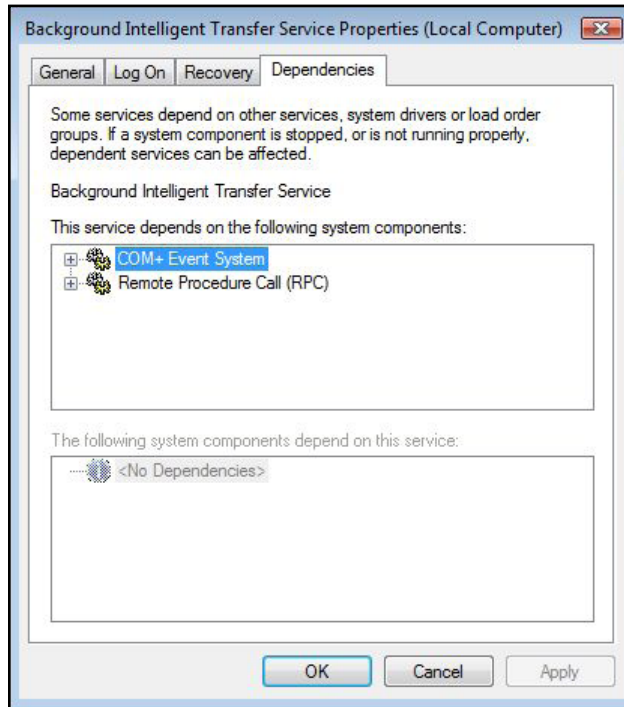 Background Intelligent Transfer Service Properties (Local Computer)
General Log On Recovery Dependencies
Some services depend on other services, system drivers or load order
groups. If a system component is stopped, or is not running properly,
dependent services can be affected.
Background Intelligent Transfer Service
This service depends on the following system components:
COM+ Event System
Remote Procedure Call (RPC)
The following system components depend on this service:
<No Dependencies>
OK Cancel Apply